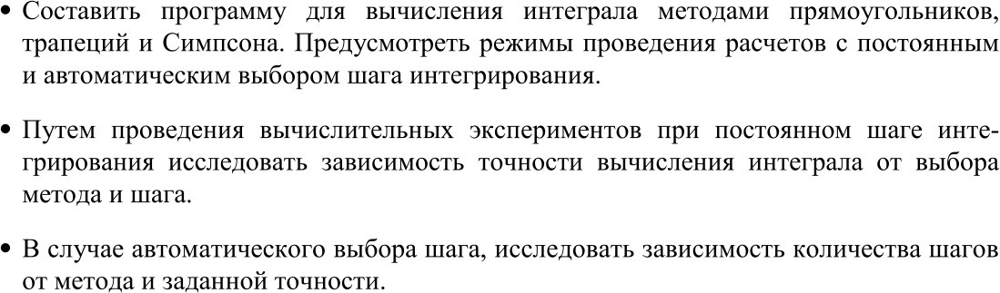 • Составить программу для вычисления интеграла методами прямоугольников,
трапеций и Симпсона. Предусмотреть режимы проведения расчетов с постоянным
и автоматическим выбором шага интегрирования.
• Путем проведения вычислительных экспериментов при постоянном шаге инте-
грирования исследовать зависимость точности вычисления интеграла от выбора
метода и шага.
• В случае автоматического выбора шага, исследовать зависимость количества шагов
от метода и заданной точности.